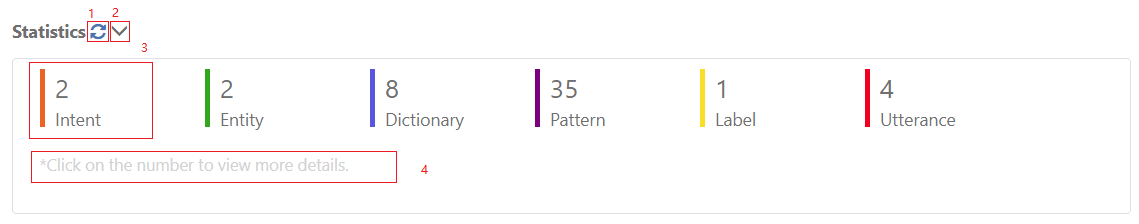 1 2
Statistics
3
2 2 8 35 1 4
Intent Entity Dictionary Pattern Label Utterance
*Click on the number to view more details.
4